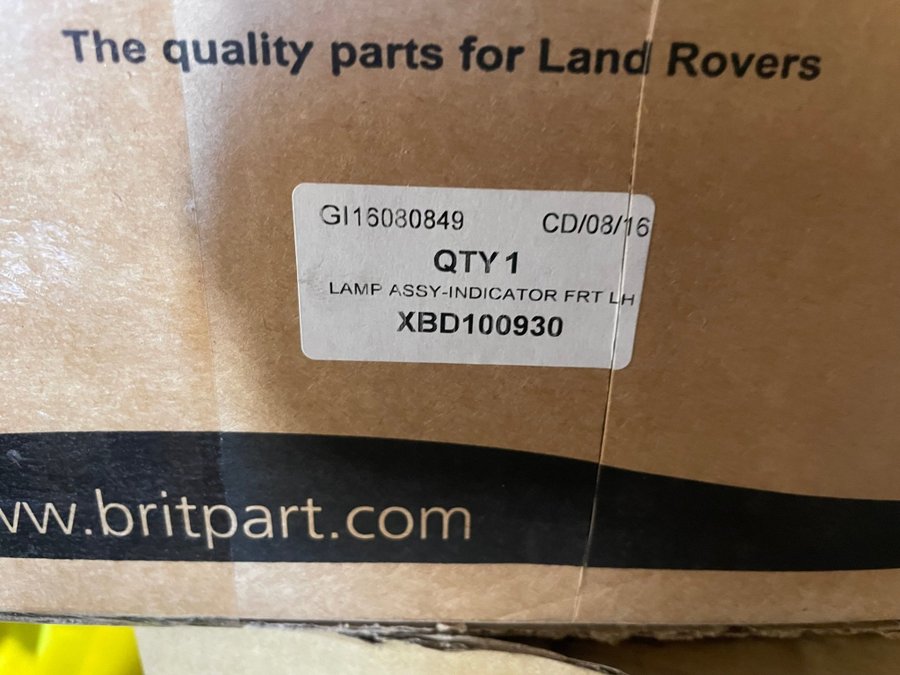 The quality parts for Land Rovers
GI16080849 CD/08/16
QTY 1
LAMP ASSY-INDICATOR FRT LH
XBD100930
ww.britpart.com